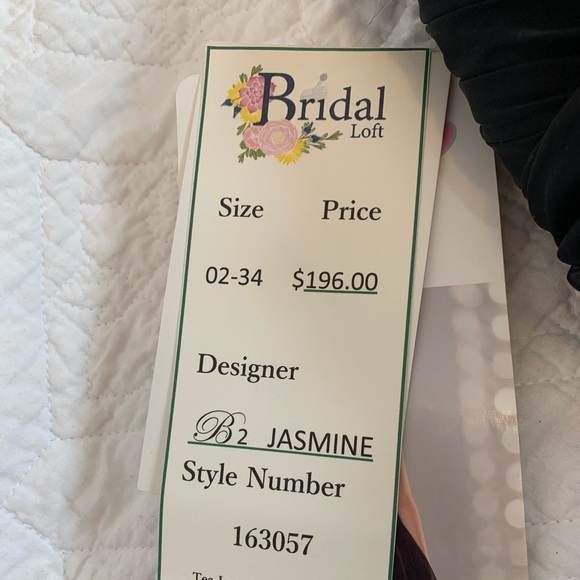 Bridal
Loft
Size Price
02-34 $196.00
Designer
B2 JASMINE
Style Number
163057